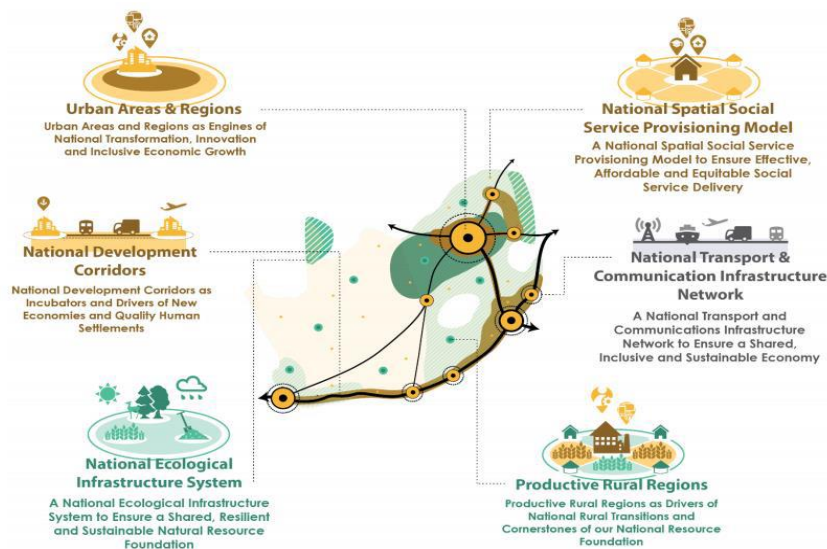 Urban Areas & Regions
Urban Areas and Regions as Engines of
National Transformation, Innovation
and Inclusive Economic Growth
National Development
Corridors
National Development Corridors as
Incubators and Drivers of New
Economies and Quality Human
Settlements
National Ecological
Infrastructure System
A National Ecological Infrastructure
System to Ensure a Shared, Resilient
and Sustainable Natural Resource
Foundation
National Spatial Social
Service Provisioning Model
A National Spatial Social Service
Provisioning Model to Ensure Effective,
Affordable and Equitable Social
Service Delivery
National Transport &
Communication Infrastructure
Network
A National Transport and
Communications Infrastructure
Network to Ensure a Shared,
Inclusive and Sustainable Economy
Productive Rural Regions
Productive Rural Regions as Drivers of
National Rural Transitions and
Cornerstones of our National Resource
Foundation